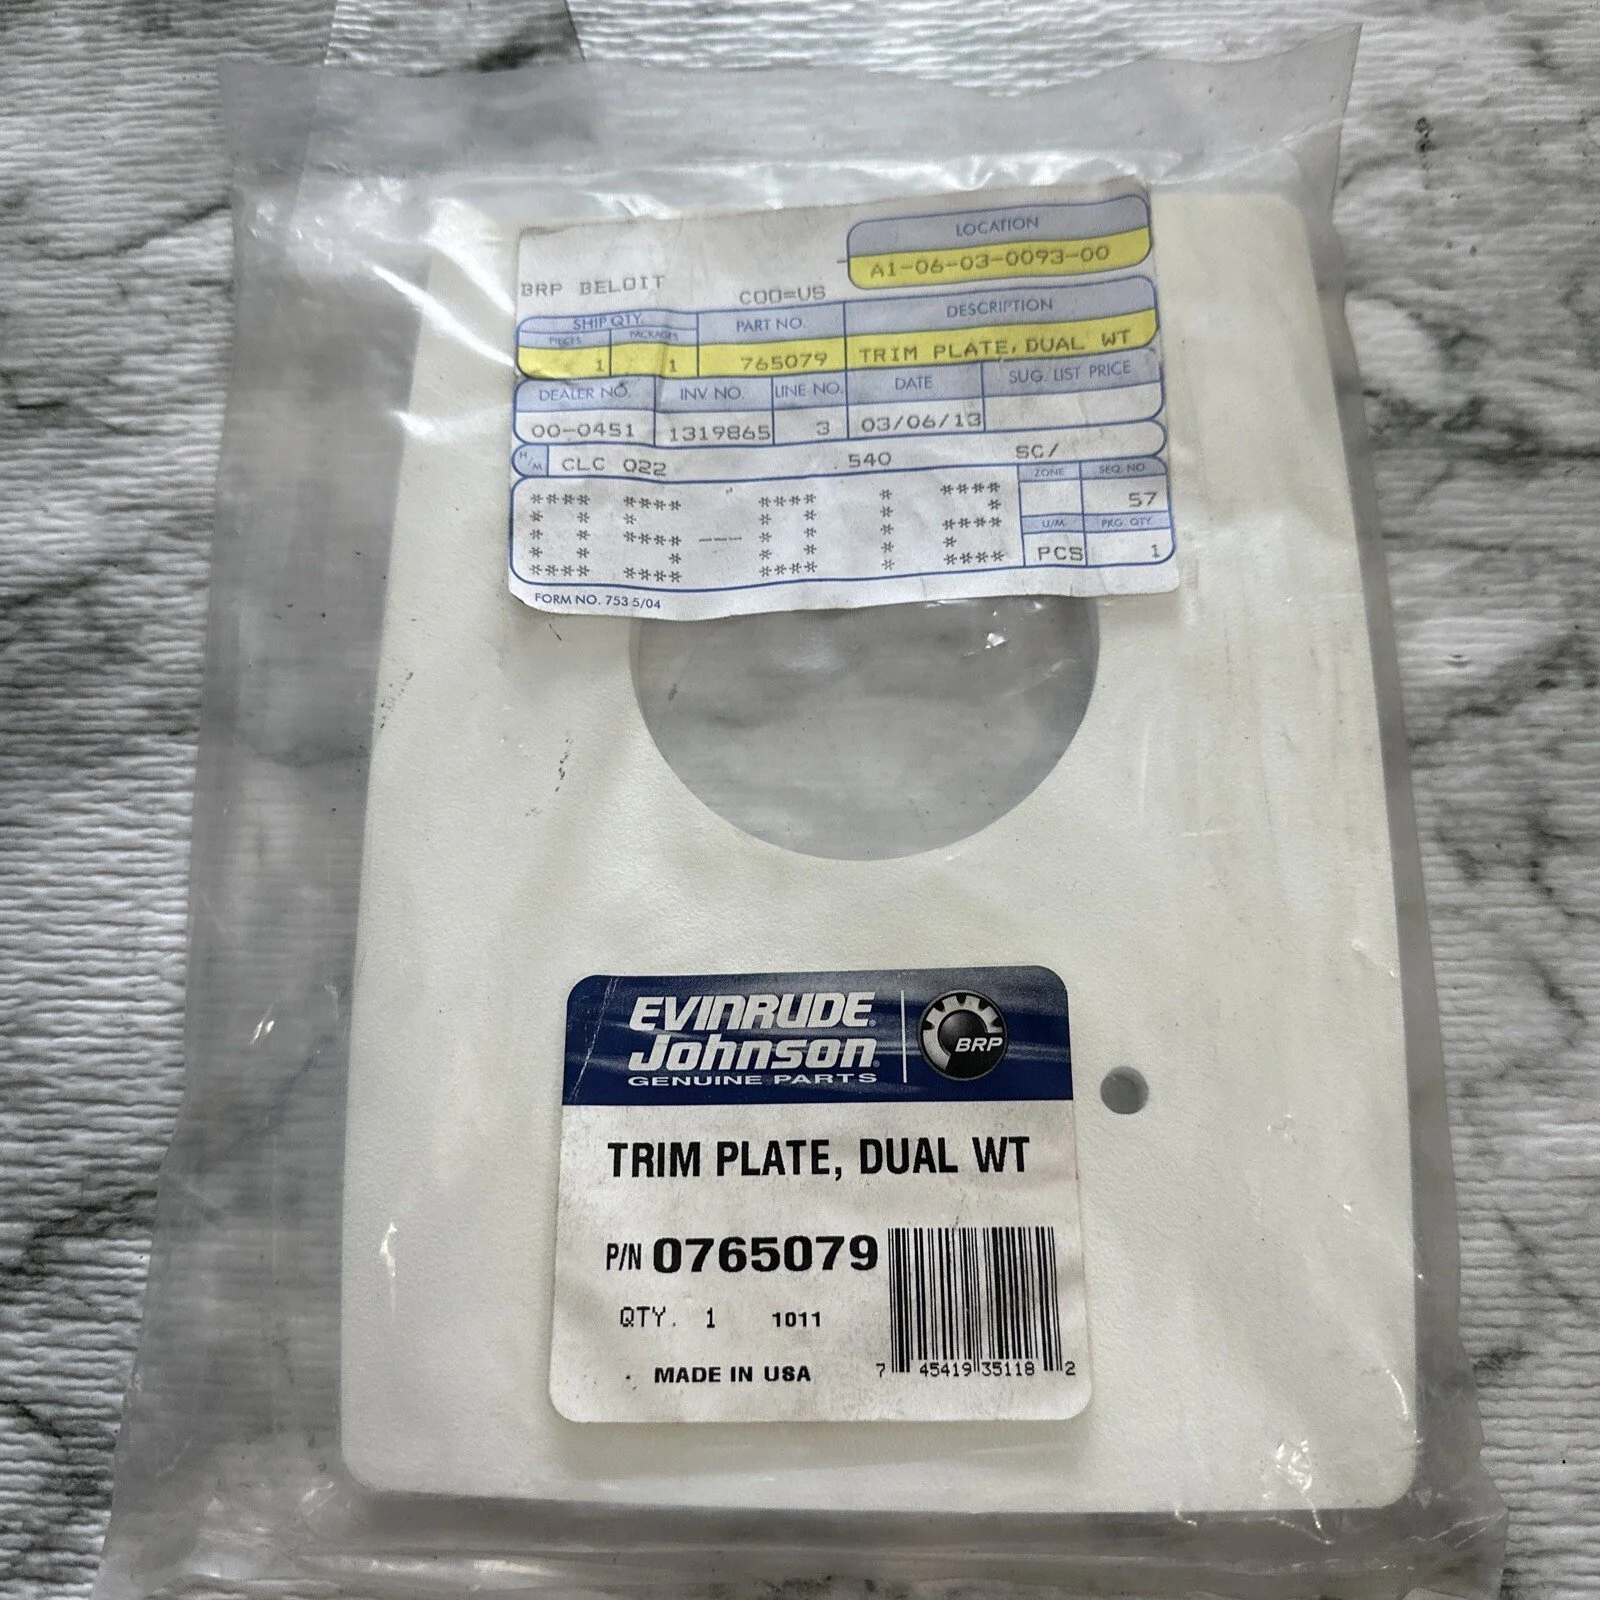 LOCATION
A1-06-03-0093-00
BRP BELOIT COO=US
SHIP QTY. PART NO. DESCRIPTION
PIECES PACKAGES
1 1 765079 TRIM PLATE, DUAL WT
DEALER NO. INV NO. LINE NO. DATE SUG. LIST PRICE
00-0451 1319865 3 03/06/13
H/M CLC 022 .540 SC/
ZONE SEQ. NO.
57
U/M PKG. QTY.
PCS 1
05-012
FORM NO. 753 5/04
EVINRUDE®
Johnson®
GENUINE PARTS
BRP
TRIM PLATE, DUAL WT
P/N 0765079
QTY. 1 1011
MADE IN USA
7 45419 35118 2